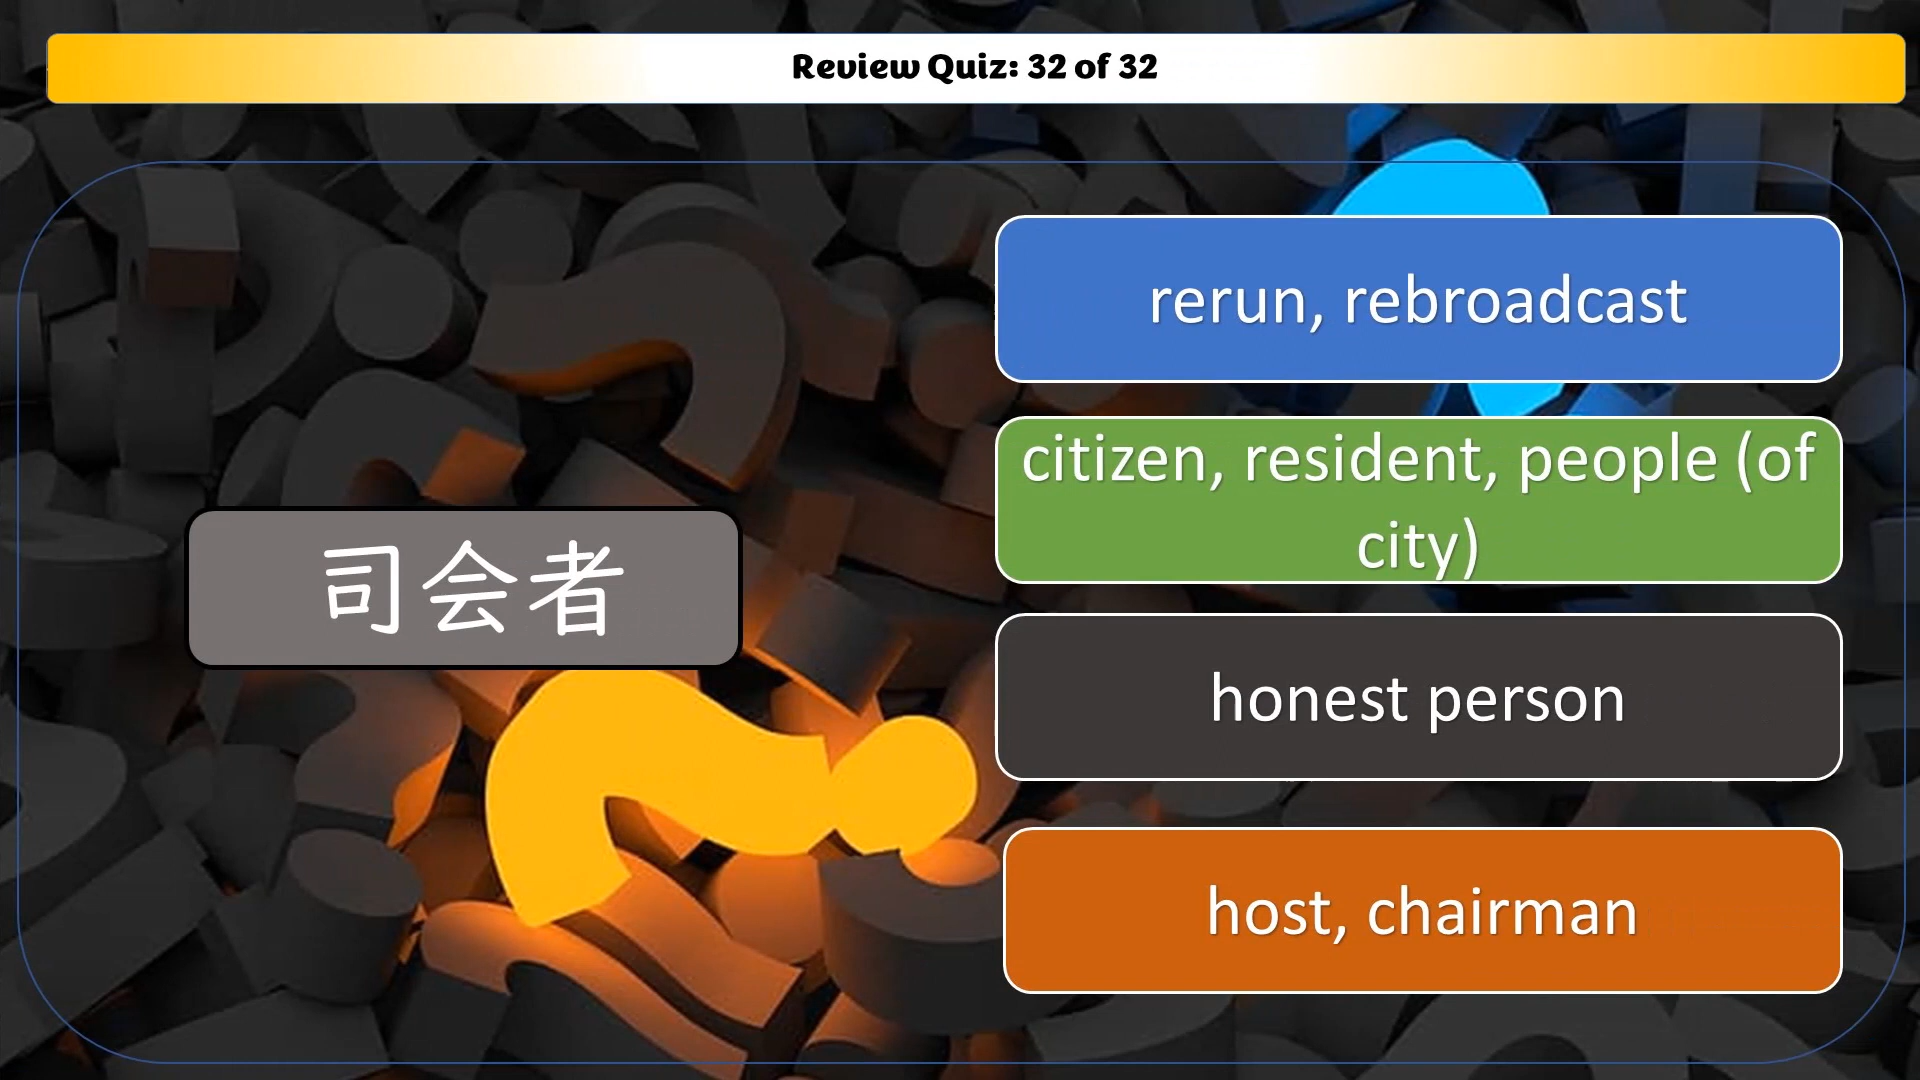 Review Quiz: 32 of 32
司会者
rerun, rebroadcast
citizen, resident, people (of
city)
honest person
host, chairman